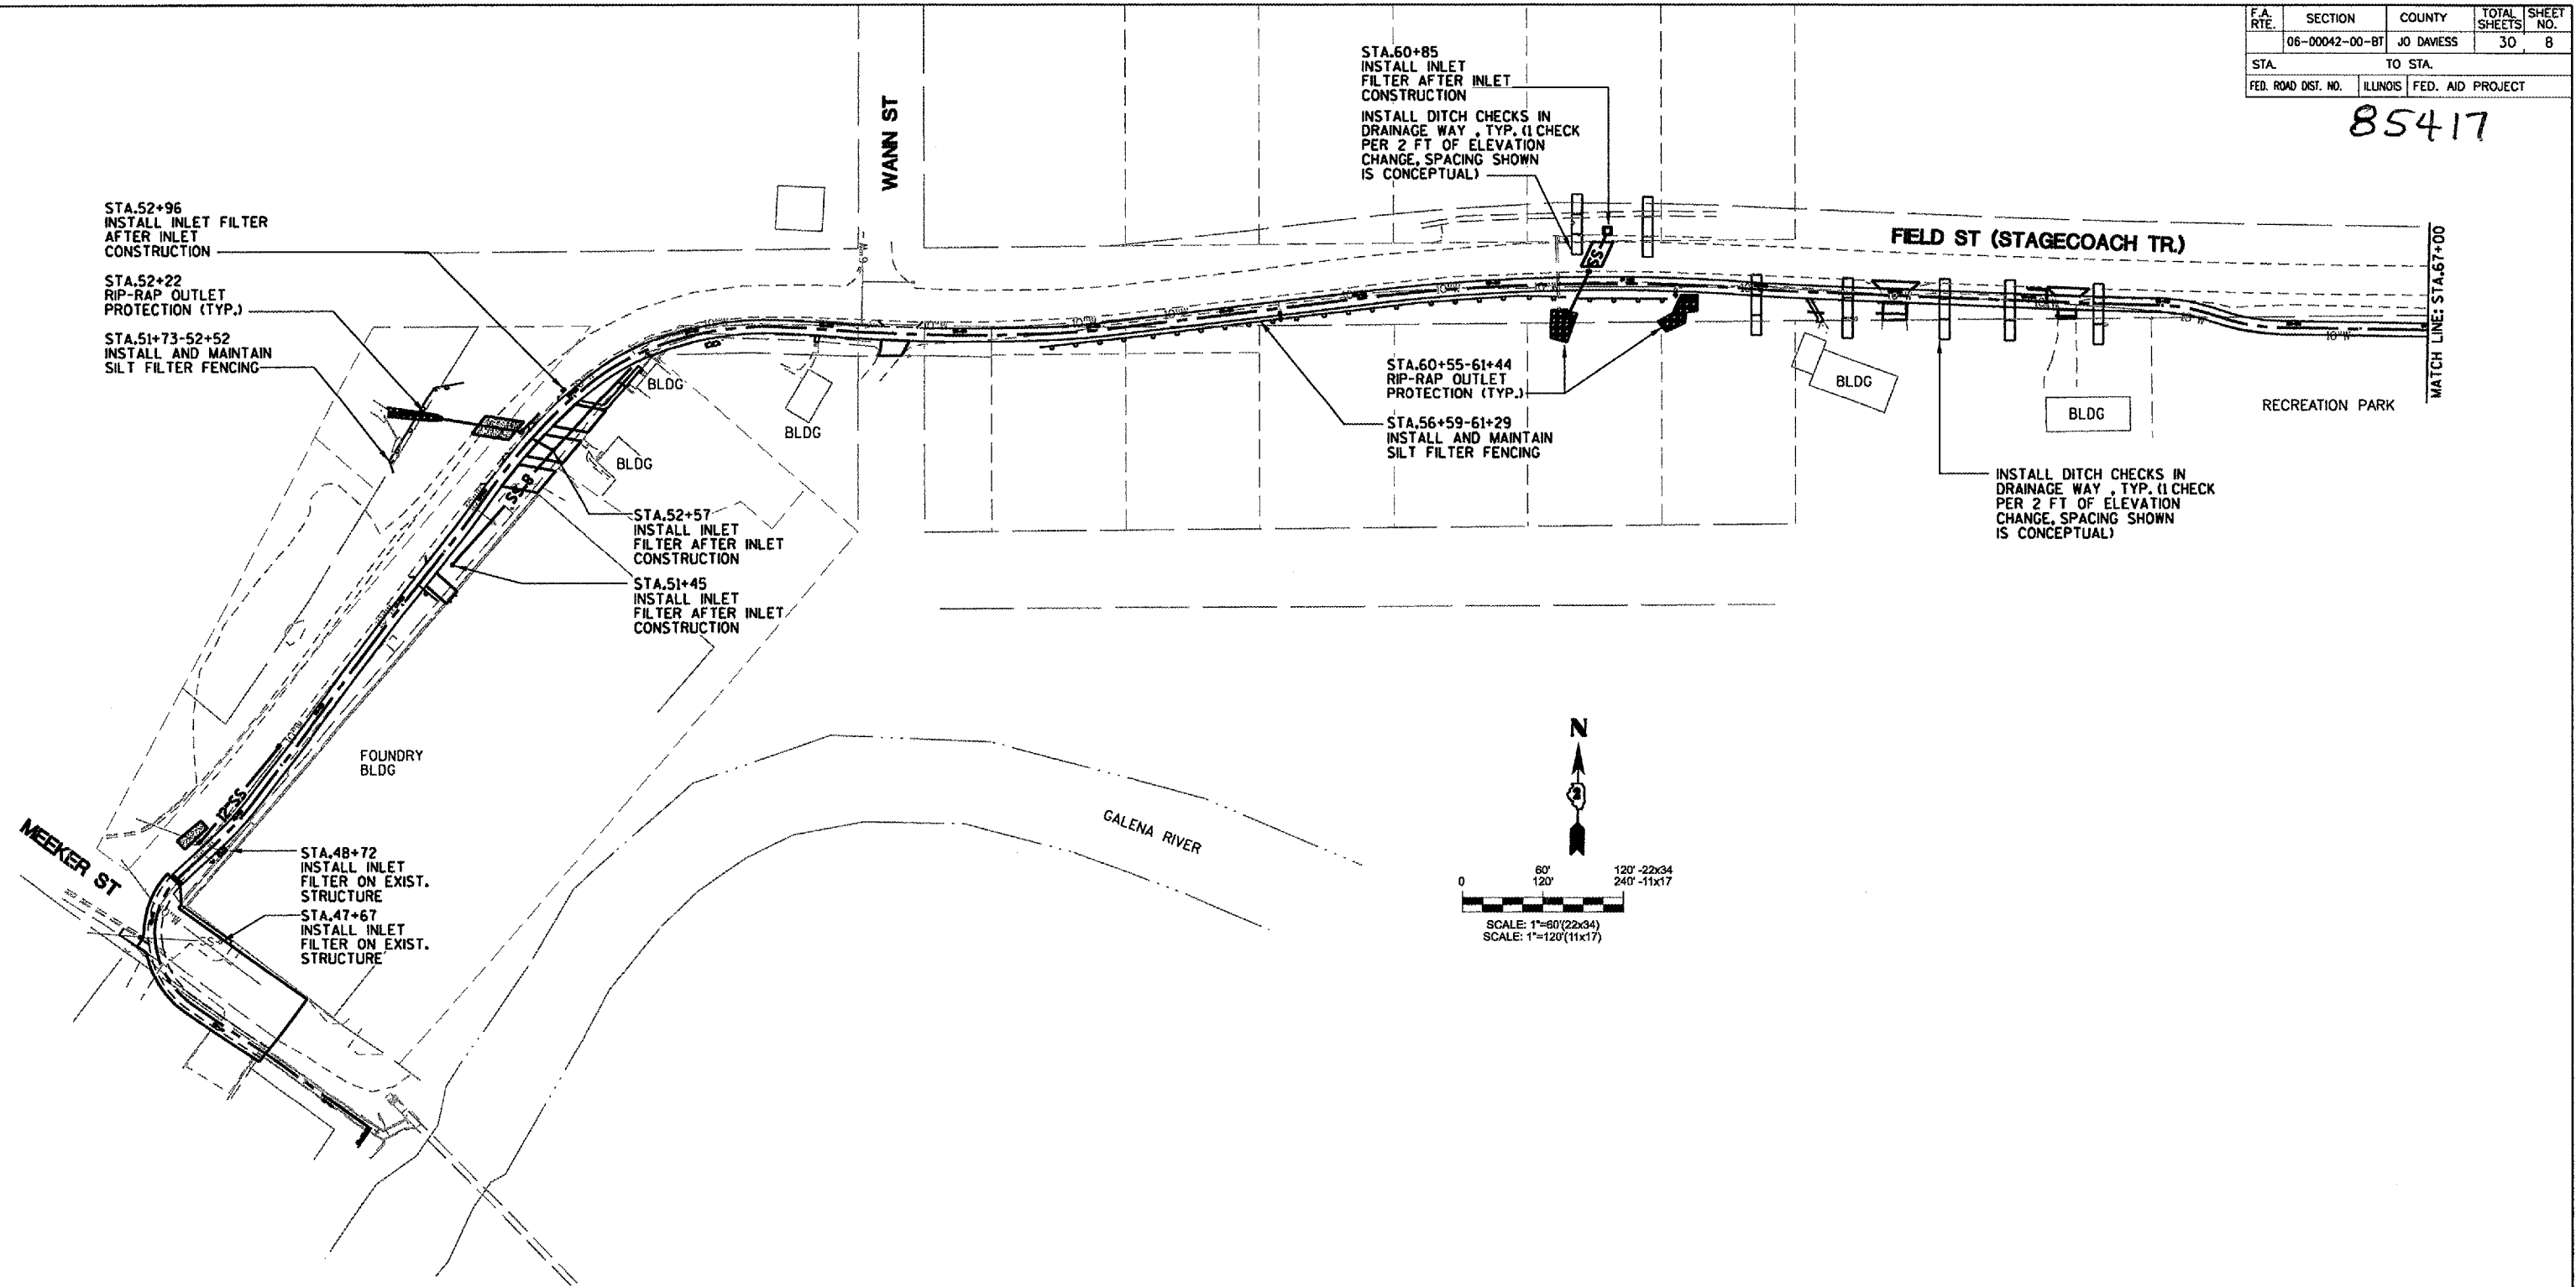 F.A. RTE. SECTION COUNTY TOTAL SHEETS SHEET NO.
06-00042-00-BT JO DAVIESS 30 8
STA. TO STA.
FED. ROAD DIST. NO. ILLINOIS FED. AID PROJECT
85417
STA.60+85
INSTALL INLET
FILTER AFTER INLET
CONSTRUCTION
INSTALL DITCH CHECKS IN
DRAINAGE WAY , TYP. (1 CHECK
PER 2 FT OF ELEVATION
CHANGE, SPACING SHOWN
IS CONCEPTUAL)
WANN ST
STA.52+96
INSTALL INLET FILTER
AFTER INLET
CONSTRUCTION
STA.52+22
RIP-RAP OUTLET
PROTECTION (TYP.)
STA.51+73-52+52
INSTALL AND MAINTAIN
SILT FILTER FENCING
FIELD ST (STAGECOACH TR.)
MATCH LINE: STA.67+00
SS
BLDG
BLDG
BLDG
BLDG
BLDG
RECREATION PARK
STA.60+55-61+44
RIP-RAP OUTLET
PROTECTION (TYP.)
STA.56+59-61+29
INSTALL AND MAINTAIN
SILT FILTER FENCING
INSTALL DITCH CHECKS IN
DRAINAGE WAY , TYP. (1 CHECK
PER 2 FT OF ELEVATION
CHANGE, SPACING SHOWN
IS CONCEPTUAL)
SS-8
STA.52+57
INSTALL INLET
FILTER AFTER INLET
CONSTRUCTION
STA.51+45
INSTALL INLET
FILTER AFTER INLET
CONSTRUCTION
FOUNDRY
BLDG
12-SS
MEEKER ST
STA.48+72
INSTALL INLET
FILTER ON EXIST.
STRUCTURE
STA.47+67
INSTALL INLET
FILTER ON EXIST.
STRUCTURE
SS
GALENA RIVER
N
2
60' 120'-22x34
0 120' 240'-11x17
SCALE: 1"=60'(22x34)
SCALE: 1"=120'(11x17)